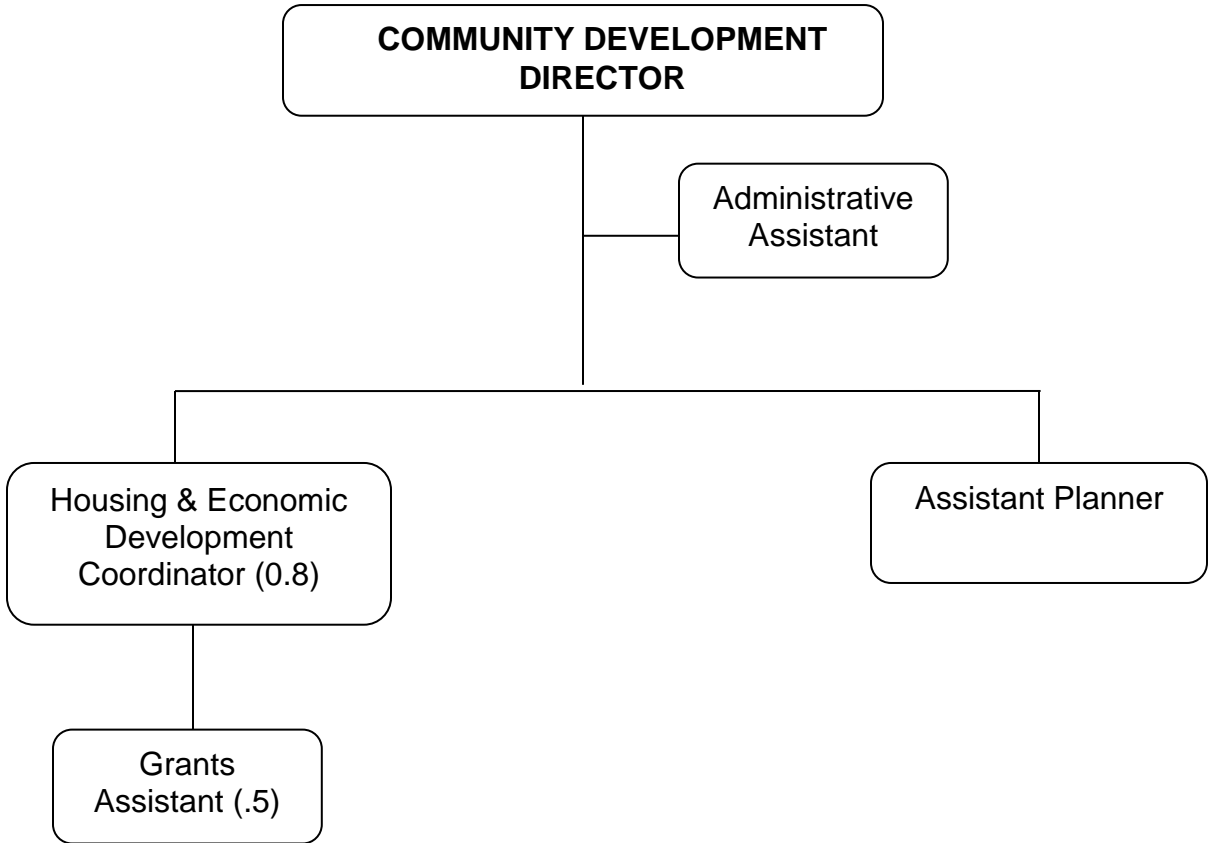 COMMUNITY DEVELOPMENT
DIRECTOR
Administrative
Assistant
Housing & Economic
Development
Coordinator (0.8)
Assistant Planner
Grants
Assistant (.5)